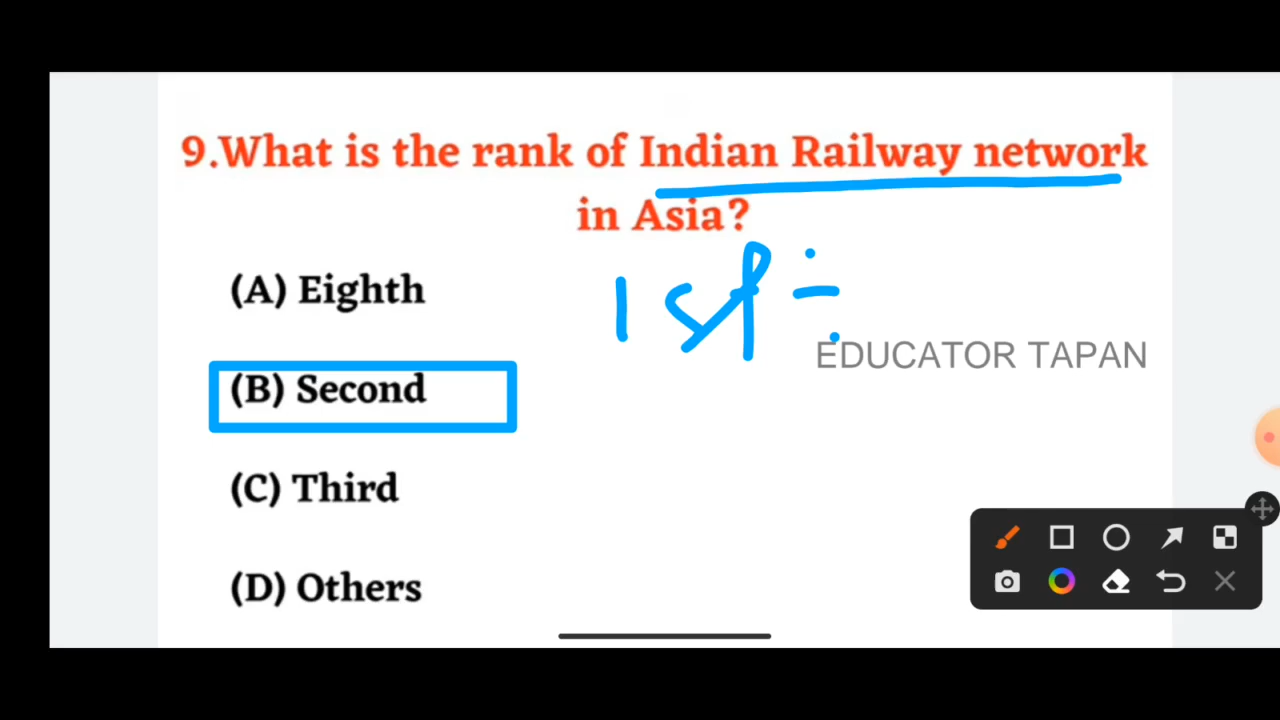 9.What is the rank of Indian Railway network
in Asia?
(A) Eighth
1st :-
EDUCATOR TAPAN
(B) Second
(C) Third
(D) Others